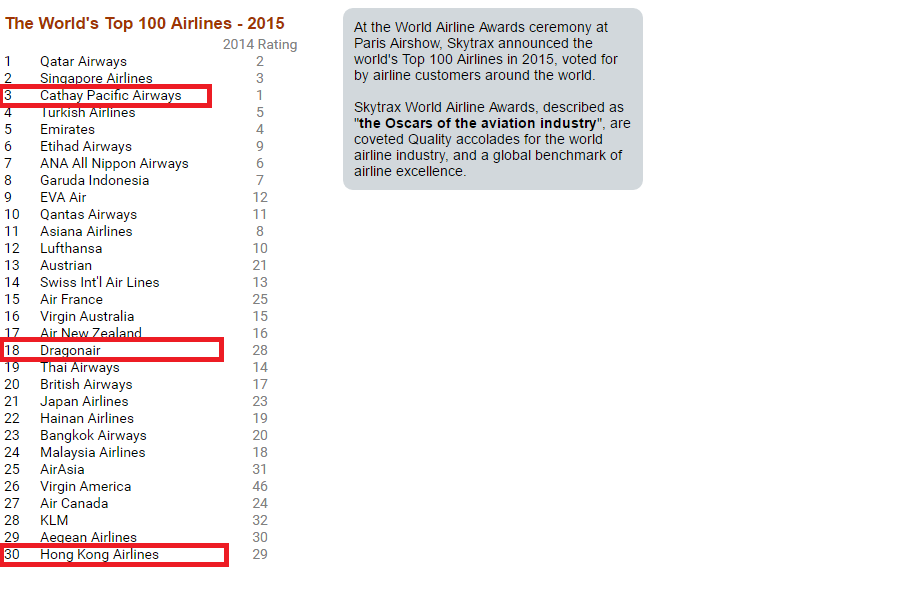 The World's Top 100 Airlines - 2015
2014 Rating
1 Qatar Airways 2
2 Singapore Airlines 3
3 Cathay Pacific Airways 1
4 Turkish Airlines 5
5 Emirates 4
6 Etihad Airways 9
7 ANA All Nippon Airways 6
8 Garuda Indonesia 7
9 EVA Air 12
10 Qantas Airways 11
11 Asiana Airlines 8
12 Lufthansa 10
13 Austrian 21
14 Swiss Int'l Air Lines 13
15 Air France 25
16 Virgin Australia 15
17 Air New Zealand 16
18 Dragonair 28
19 Thai Airways 14
20 British Airways 17
21 Japan Airlines 23
22 Hainan Airlines 19
23 Bangkok Airways 20
24 Malaysia Airlines 18
25 AirAsia 31
26 Virgin America 46
27 Air Canada 24
28 KLM 32
29 Aegean Airlines 30
30 Hong Kong Airlines 29
At the World Airline Awards ceremony at
Paris Airshow, Skytrax announced the
world's Top 100 Airlines in 2015, voted for
by airline customers around the world.
Skytrax World Airline Awards, described as
"the Oscars of the aviation industry", are
coveted Quality accolades for the world
airline industry, and a global benchmark of
airline excellence.